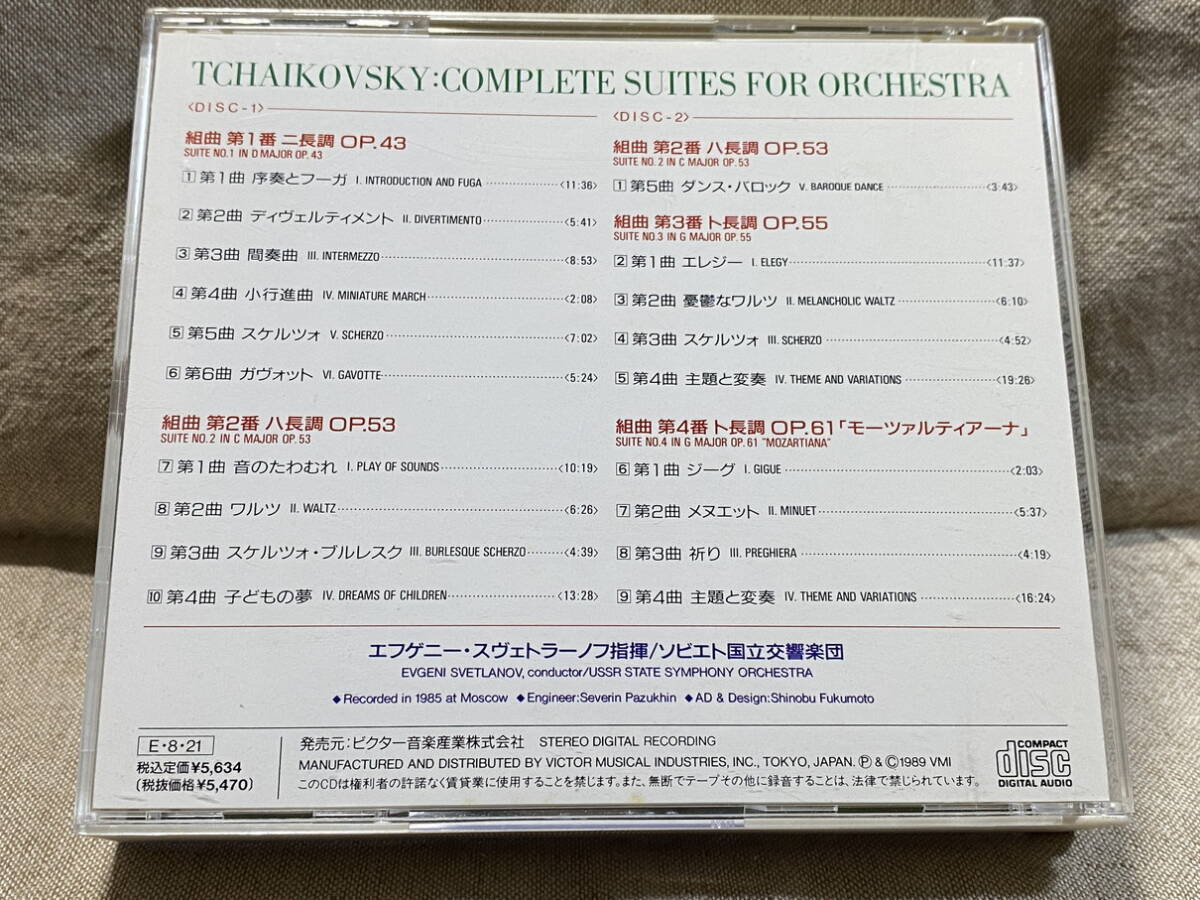 TCHAIKOVSKY:COMPLETE SUITES FOR ORCHESTRA
〈DISC-1〉
組曲 第1番 ニ長調 OP.43
SUITE NO.1 IN D MAJOR OP.43
1 第1曲 序奏とフーガ I. INTRODUCTION AND FUGA 〈11:36〉
2 第2曲 ディヴェルティメント II. DIVERTIMENTO 〈5:41〉
3 第3曲 間奏曲 III. INTERMEZZO 〈8:53〉
4 第4曲 小行進曲 IV. MINIATURE MARCH 〈2:08〉
5 第5曲 スケルツォ V. SCHERZO 〈7:02〉
6 第6曲 ガヴォット VI. GAVOTTE 〈5:24〉
組曲 第2番 ハ長調 OP.53
SUITE NO.2 IN C MAJOR OP.53
7 第1曲 音のたわむれ I. PLAY OF SOUNDS 〈10:19〉
8 第2曲 ワルツ II. WALTZ 〈6:26〉
9 第3曲 スケルツォ・ブルレスク III. BURLESQUE SCHERZO 〈4:39〉
10 第4曲 子どもの夢 IV. DREAMS OF CHILDREN 〈13:28〉
〈DISC-2〉
組曲 第2番 ハ長調 OP.53
SUITE NO.2 IN C MAJOR OP.53
1 第5曲 ダンス・バロック V. BAROQUE DANCE 〈3:43〉
組曲 第3番 ト長調 OP.55
SUITE NO.3 IN G MAJOR OP.55
2 第1曲 エレジー I. ELEGY 〈11:37〉
3 第2曲 憂鬱なワルツ II. MELANCHOLIC WALTZ 〈6:10〉
4 第3曲 スケルツォ III. SCHERZO 〈4:52〉
5 第4曲 主題と変奏 IV. THEME AND VARIATIONS 〈19:26〉
組曲 第4番 ト長調 OP.61「モーツァルティアーナ」
SUITE NO.4 IN G MAJOR OP.61 "MOZARTIANA"
6 第1曲 ジーグ I. GIGUE 〈2:03〉
7 第2曲 メヌエット II. MINUET 〈5:37〉
8 第3曲 祈り III. PREGHIERA 〈4:19〉
9 第4曲 主題と変奏 IV. THEME AND VARIATIONS 〈16:24〉
エフゲニー・スヴェトラーノフ指揮/ソビエト国立交響楽団
EVGENI SVETLANOV, conductor/USSR STATE SYMPHONY ORCHESTRA
◆Recorded in 1985 at Moscow ◆Engineer:Severin Pazukhin ◆AD & Design:Shinobu Fukumoto
E・8・21
税込定価¥5,634
(税抜価格¥5,470)
発売元:ビクター音楽産業株式会社 STEREO DIGITAL RECORDING
MANUFACTURED AND DISTRIBUTED BY VICTOR MUSICAL INDUSTRIES, INC., TOKYO, JAPAN. Ⓟ & Ⓒ 1989 VMI
このCDは権利者の許諾なく賃貸業に使用することを禁じます。また、無断でテープその他に録音することは、法律で禁じられています。
COMPACT
disc
DIGITAL AUDIO